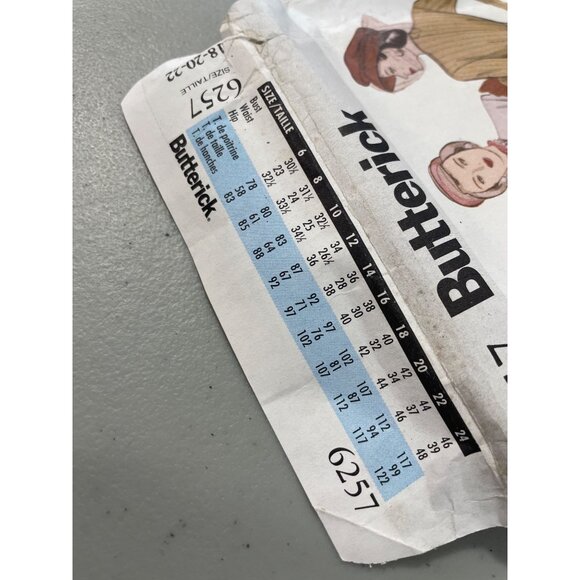 18-20-22
SIZE/TAILLE
6257
Butterick
SIZE/TAILLE 6 8 10 12 14 16 18 20 22 24
Bust 30½ 31½ 32½ 34 36 38 40 42 44 46
Waist 23 24 25 26½ 28 30 32 34 37 39
Hip 32½ 33½ 34½ 36 38 40 42 44 46 48
T. de poitrine 78 80 83 87 92 97 102 107 112 117
T. de taille 58 61 64 67 71 76 81 87 94 99
T. de hanches 83 85 88 92 97 102 107 112 117 122
Butterick
6257
7